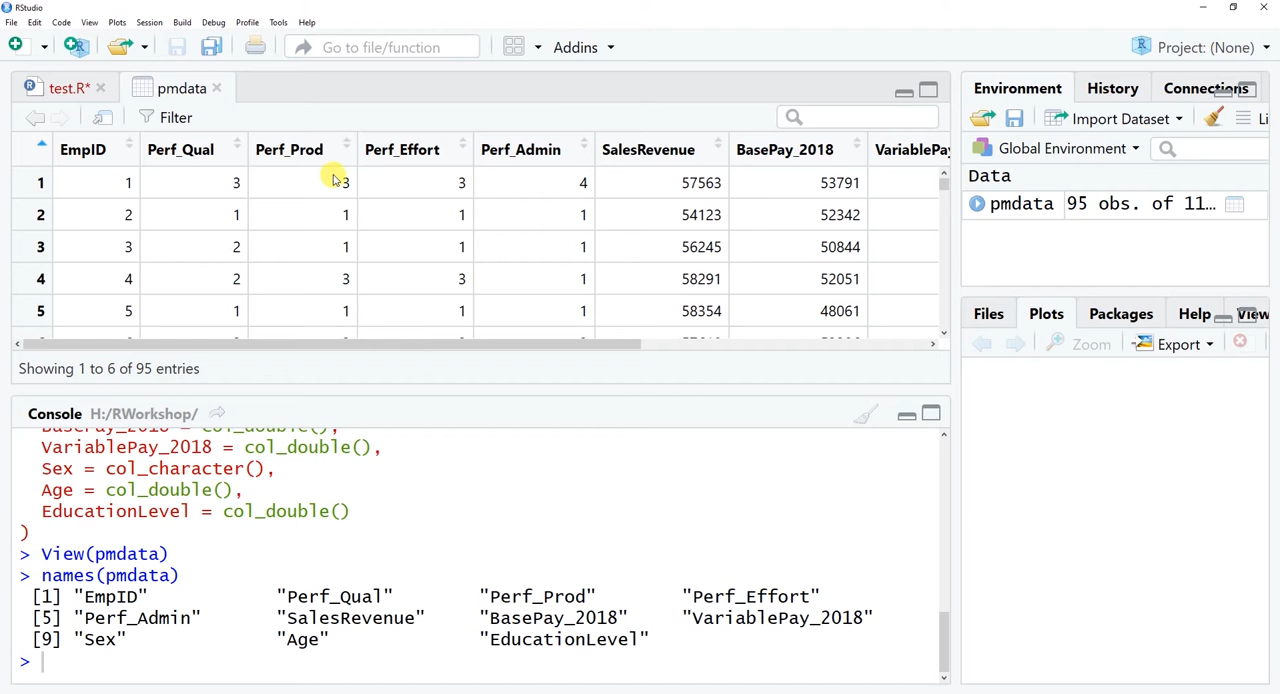 RStudio
File Edit Code View Plots Session Build Debug Profile Tools Help
Go to file/function Addins Project: (None)
test.R* pmdata
Filter
EmpID Perf_Qual Perf_Prod Perf_Effort Perf_Admin SalesRevenue BasePay_2018 VariablePay
1 1 3 3 3 4 57563 53791
2 2 1 1 1 1 54123 52342
3 3 2 1 1 1 56245 50844
4 4 2 3 3 1 58291 52051
5 5 1 1 1 1 58354 48061
Showing 1 to 6 of 95 entries
Console H:/RWorkshop/
BasePay_2018 = col_double(),
VariablePay_2018 = col_double(),
Sex = col_character(),
Age = col_double(),
EducationLevel = col_double()
)
> View(pmdata)
> names(pmdata)
[1] "EmpID" "Perf_Qual" "Perf_Prod" "Perf_Effort"
[5] "Perf_Admin" "SalesRevenue" "BasePay_2018" "VariablePay_2018"
[9] "Sex" "Age" "EducationLevel"
>
Environment History Connections
Import Dataset Li
Global Environment
Data
pmdata 95 obs. of 11...
Files Plots Packages Help View
Zoom Export